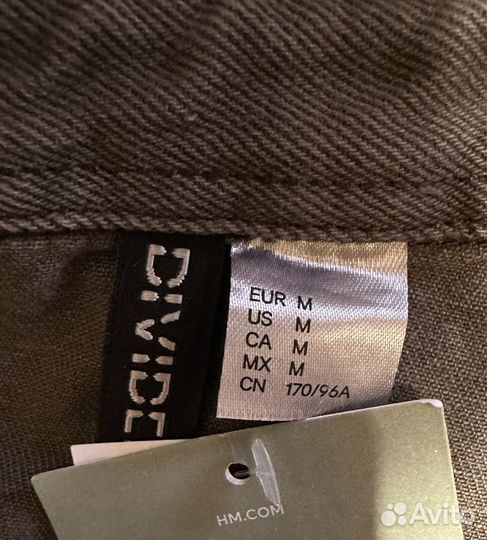 DIVIDE
EUR M
US M
CA M
MX M
CN 170/96A
HM.COM
Avito